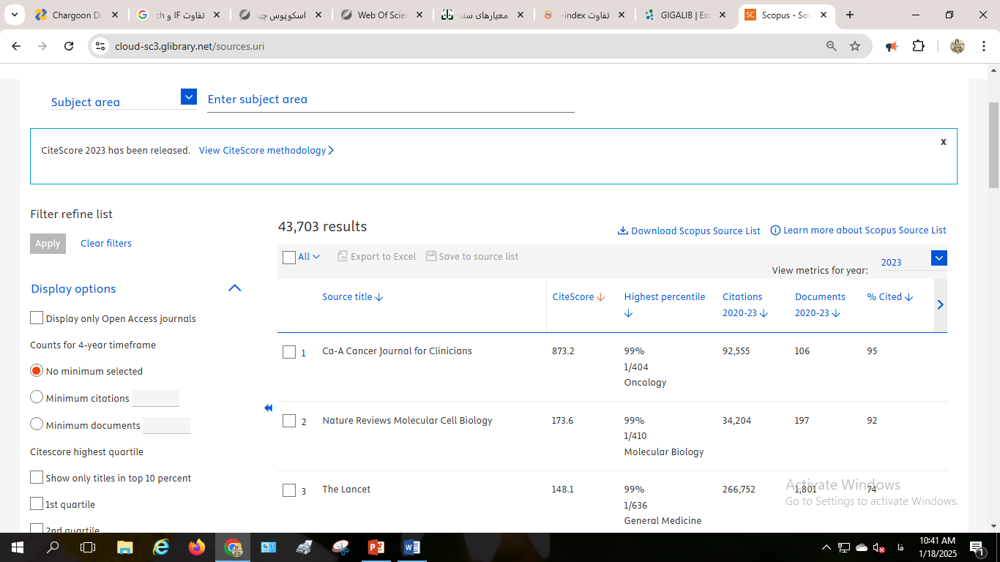 Chargoon Di
تفاوت IF و ch
اسکوپوس چی
Web Of Scie
معیارهای سنج
تفاوت index-
GIGALIB | Ext
Scopus - Sou
cloud-sc3.glibrary.net/sources.uri
Subject area
Enter subject area
CiteScore 2023 has been released. View CiteScore methodology
x
Filter refine list
Apply Clear filters
Display options
Display only Open Access journals
Counts for 4-year timeframe
No minimum selected
Minimum citations
Minimum documents
Citescore highest quartile
Show only titles in top 10 percent
1st quartile
2nd quartile
43,703 results
Download Scopus Source List Learn more about Scopus Source List
All Export to Excel Save to source list
View metrics for year: 2023
Source title CiteScore Highest percentile Citations 2020-23 Documents 2020-23 % Cited
1 Ca-A Cancer Journal for Clinicians 873.2 99% 92,555 106 95
1/404
Oncology
2 Nature Reviews Molecular Cell Biology 173.6 99% 34,204 197 92
1/410
Molecular Biology
3 The Lancet 148.1 99% 266,752 1,801 74
1/636
General Medicine
Activate Windows
Go to Settings to activate Windows.
فا
10:41 AM
1/18/2025
1